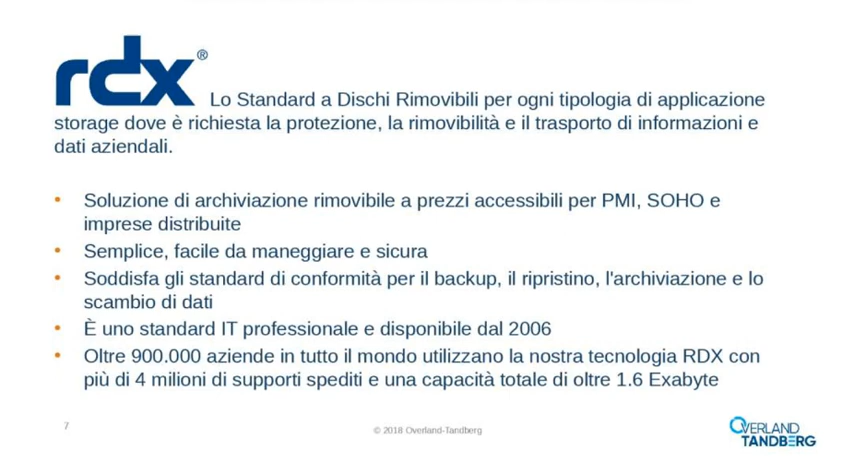 rdx® Lo Standard a Dischi Rimovibili per ogni tipologia di applicazione
storage dove è richiesta la protezione, la rimovibilità e il trasporto di informazioni e
dati aziendali.
• Soluzione di archiviazione rimovibile a prezzi accessibili per PMI, SOHO e
imprese distribuite
• Semplice, facile da maneggiare e sicura
• Soddisfa gli standard di conformità per il backup, il ripristino, l'archiviazione e lo
scambio di dati
• È uno standard IT professionale e disponibile dal 2006
• Oltre 900.000 aziende in tutto il mondo utilizzano la nostra tecnologia RDX con
più di 4 milioni di supporti spediti e una capacità totale di oltre 1.6 Exabyte
7
© 2018 Overland-Tandberg
OVERLAND
TANDBERG